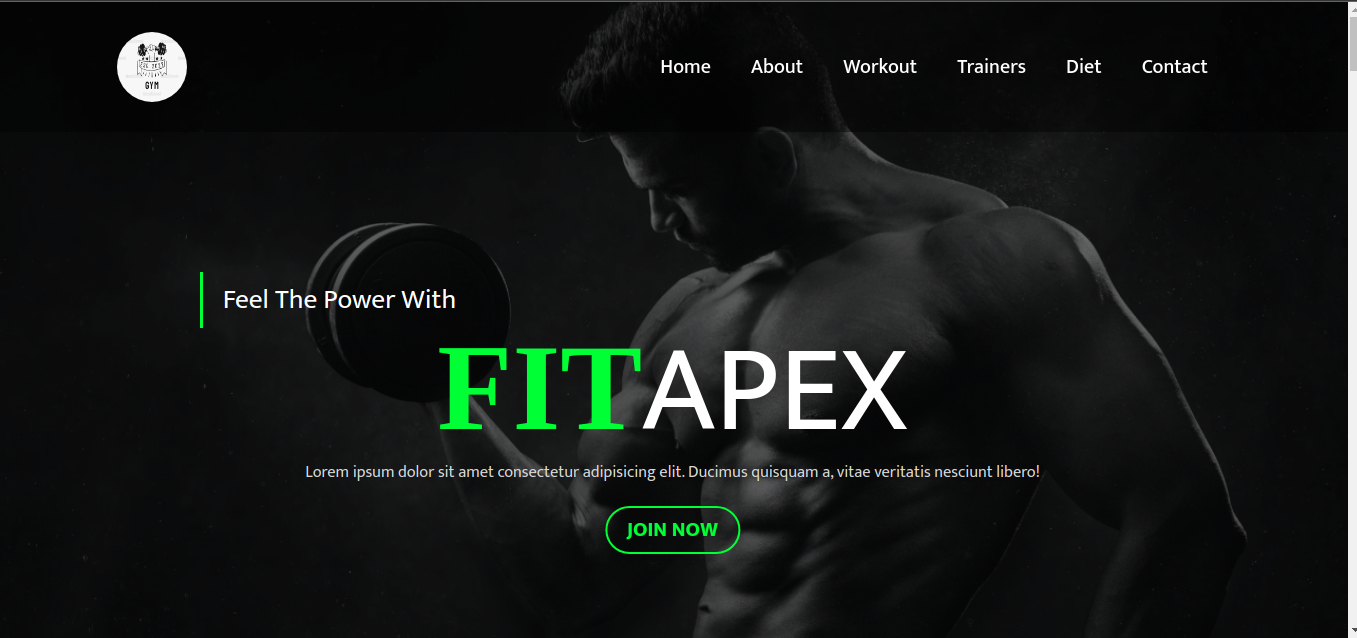 GYM
Home About Workout Trainers Diet Contact
Feel The Power With
FITAPEX
Lorem ipsum dolor sit amet consectetur adipisicing elit. Ducimus quisquam a, vitae veritatis nesciunt libero!
JOIN NOW